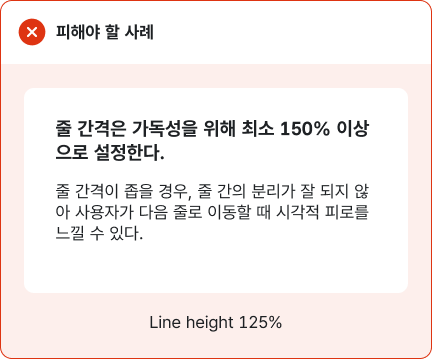 피해야 할 사례
줄 간격은 가독성을 위해 최소 150% 이상
으로 설정한다.
줄 간격이 좁을 경우, 줄 간의 분리가 잘 되지 않
아 사용자가 다음 줄로 이동할 때 시각적 피로를
느낄 수 있다.
Line height 125%